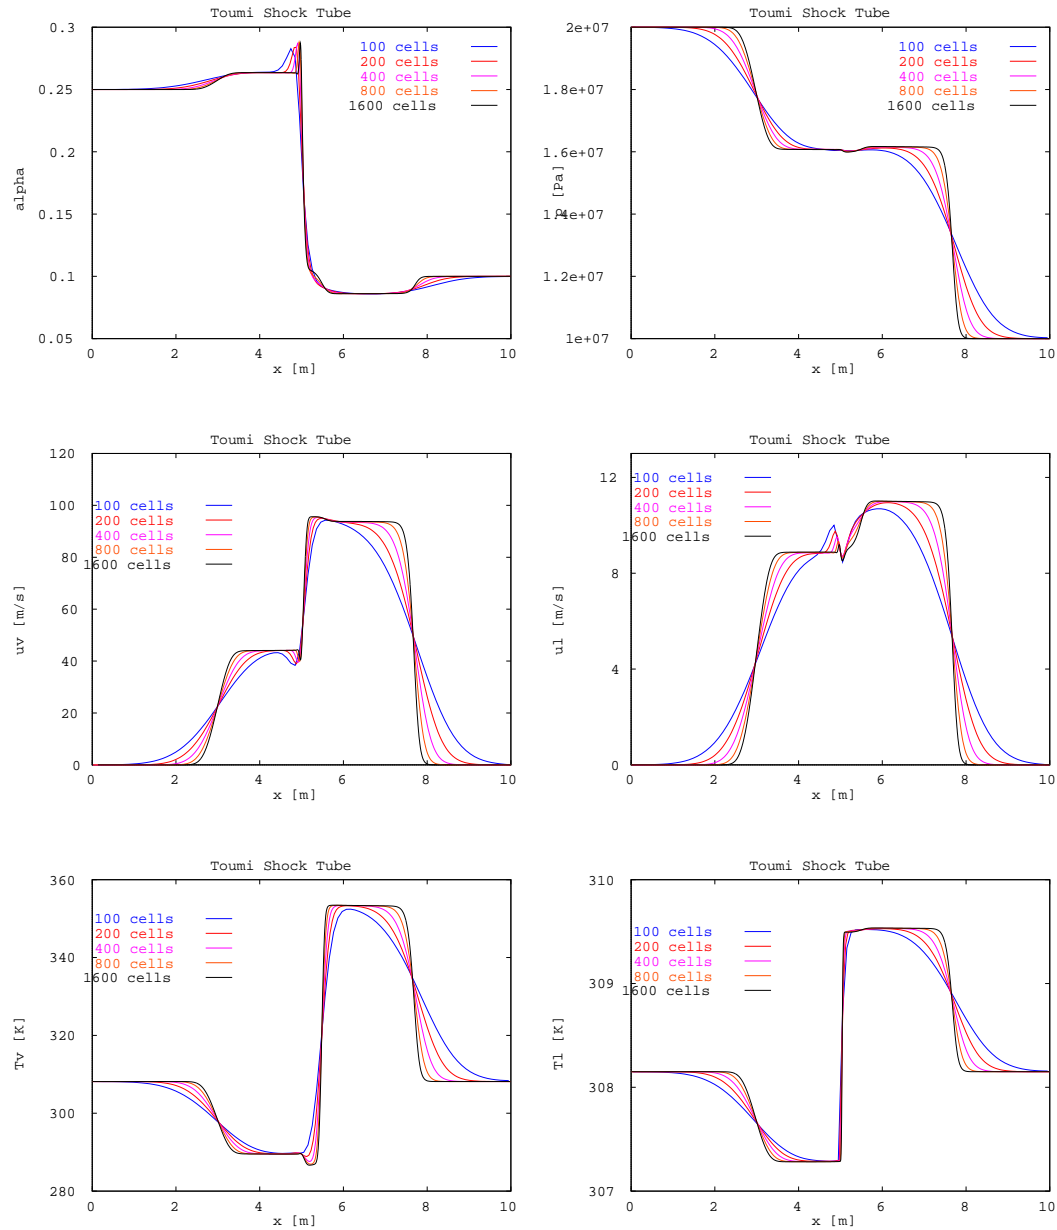 Toumi Shock Tube
0.3
0.25
0.2
0.15
0.1
0.05
alpha
100 cells
200 cells
400 cells
800 cells
1600 cells
0 2 4 6 8 10
x [m]
Toumi Shock Tube
2e+07
1.8e+07
1.6e+07
1.4e+07
1.2e+07
1e+07
[Pa]
100 cells
200 cells
400 cells
800 cells
1600 cells
0 2 4 6 8 10
x [m]
Toumi Shock Tube
120
100
80
60
40
20
0
uv [m/s]
100 cells
200 cells
400 cells
800 cells
1600 cells
0 2 4 6 8 10
x [m]
Toumi Shock Tube
12
8
4
0
ul [m/s]
100 cells
200 cells
400 cells
800 cells
1600 cells
0 2 4 6 8 10
x [m]
Toumi Shock Tube
360
340
320
300
280
Tv [K]
100 cells
200 cells
400 cells
800 cells
1600 cells
0 2 4 6 8 10
x [m]
Toumi Shock Tube
310
309
308
307
Tl [K]
100 cells
200 cells
400 cells
800 cells
1600 cells
0 2 4 6 8 10
x [m]